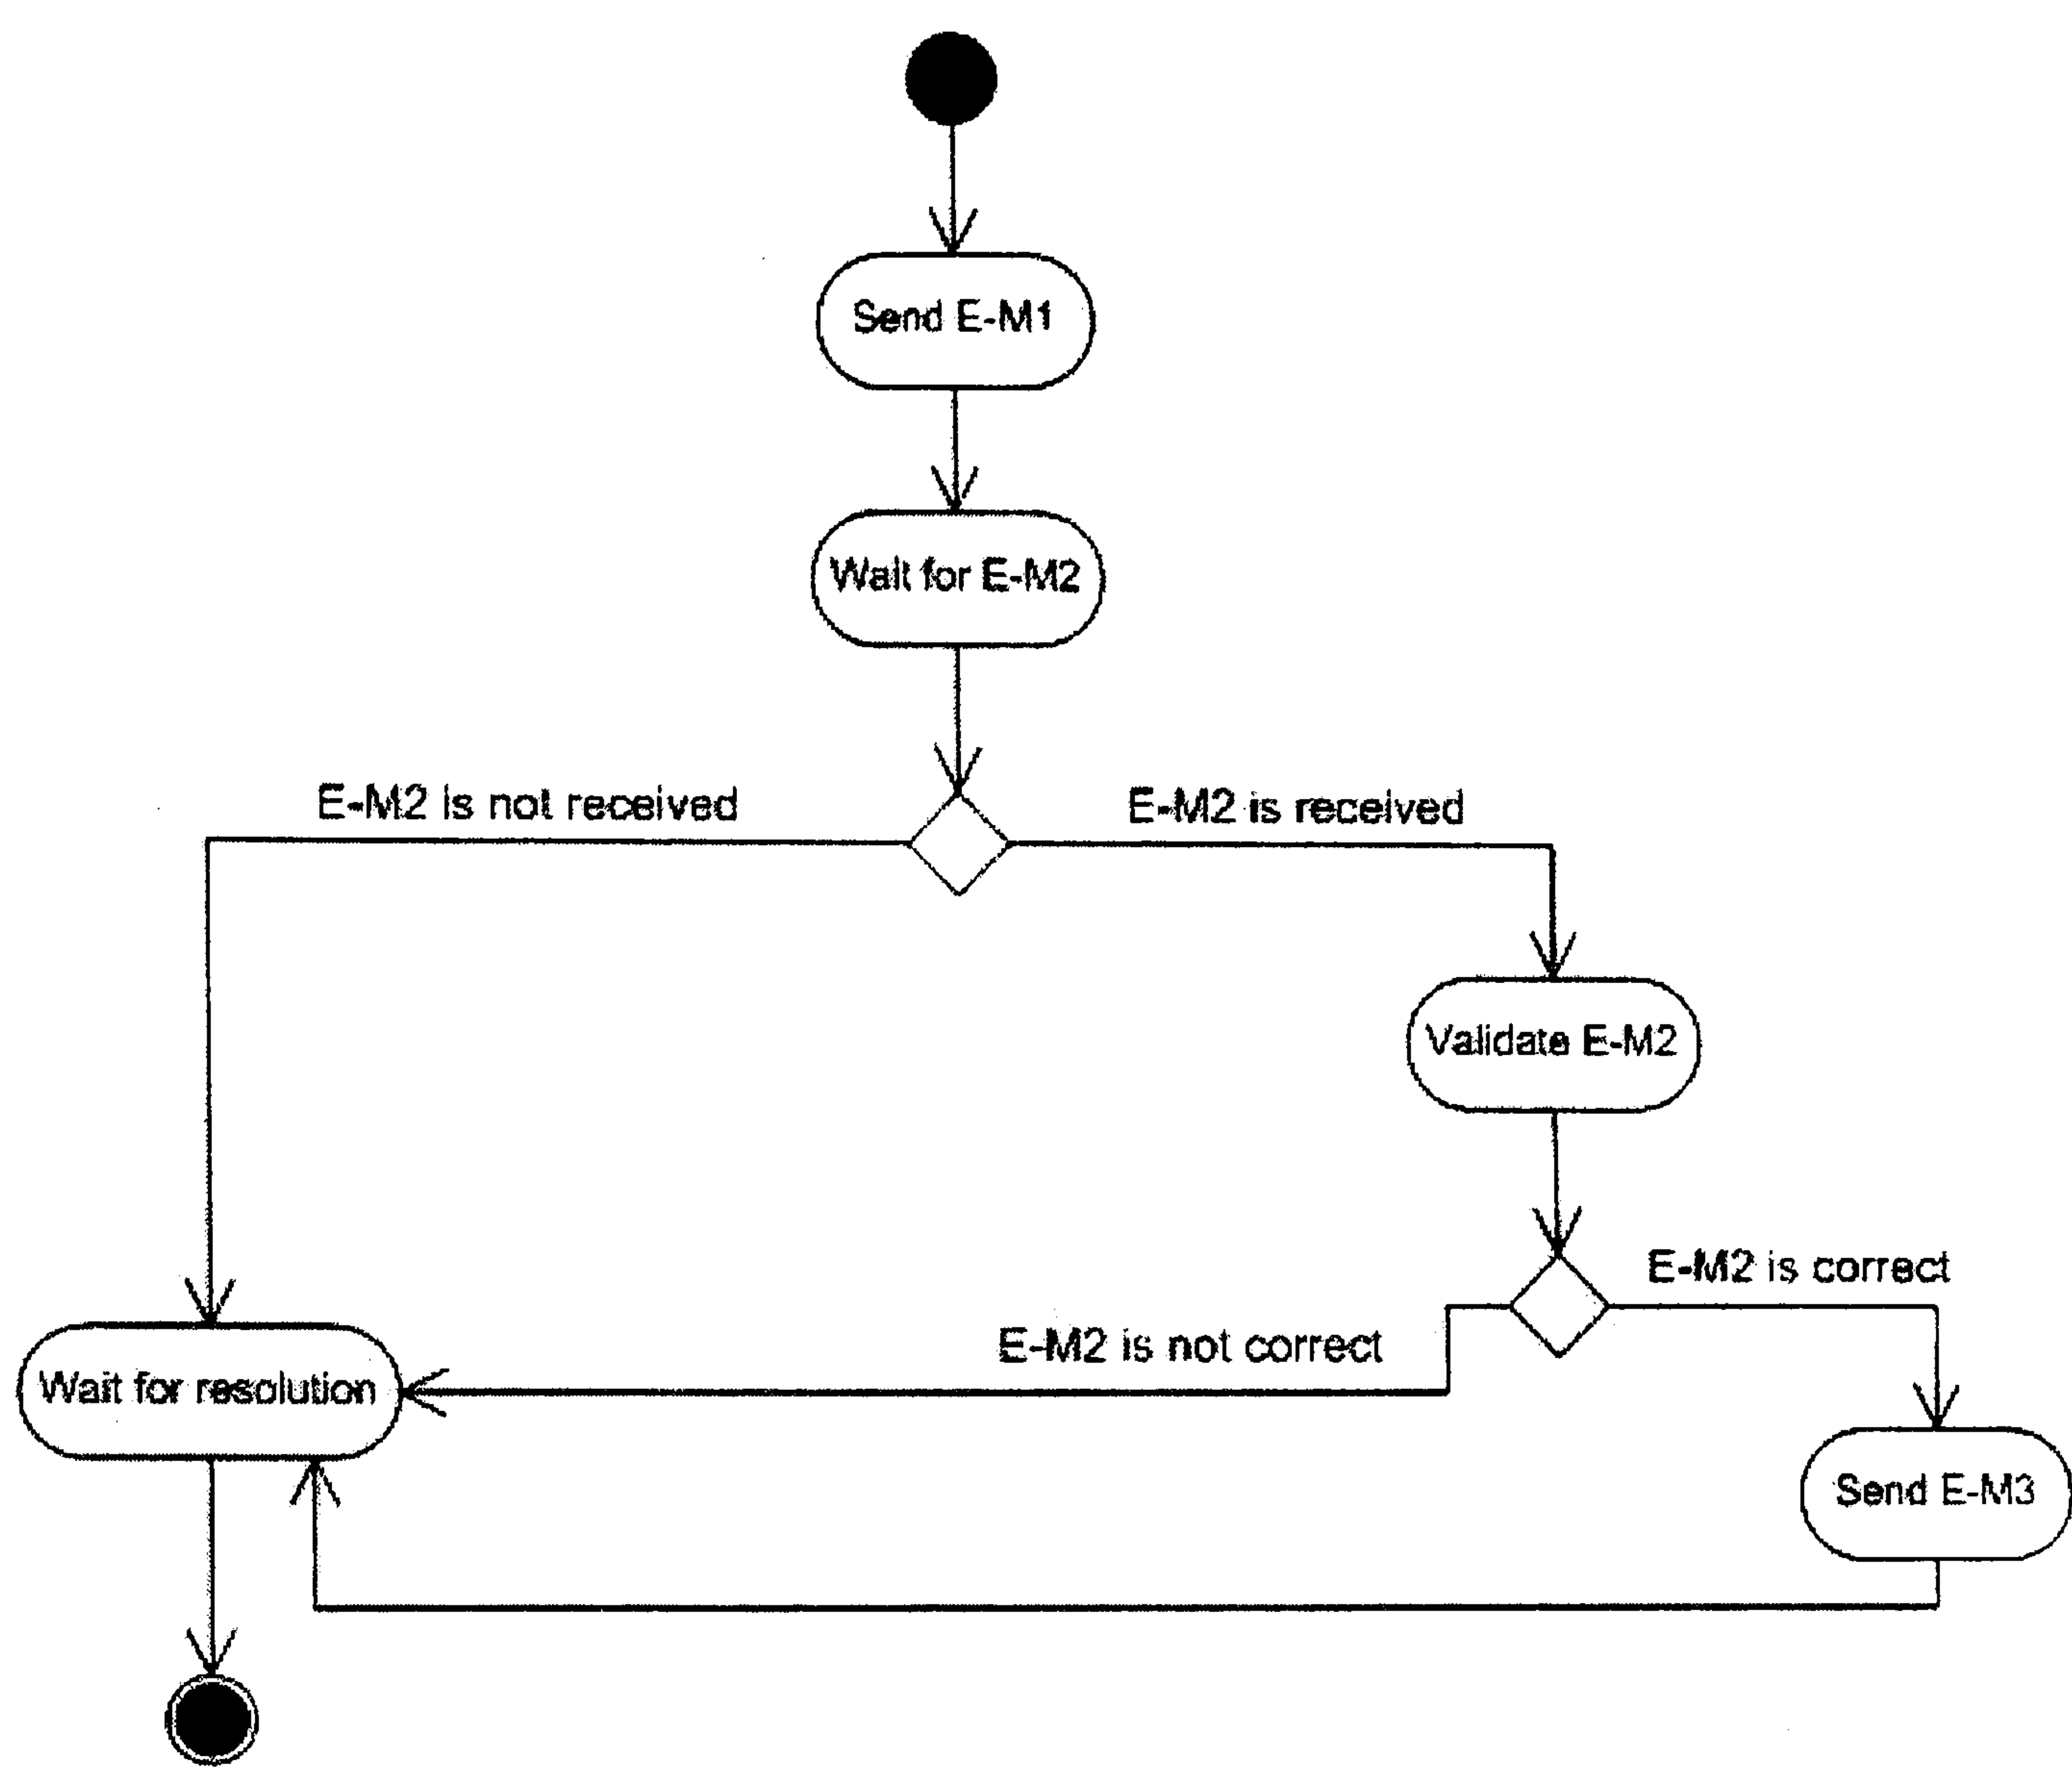 Send E-M1
Wait for E-M2
E-M2 is not received
E-M2 is received
Validate E-M2
E-M2 is correct
E-M2 is not correct
Wait for resolution
Send E-M3